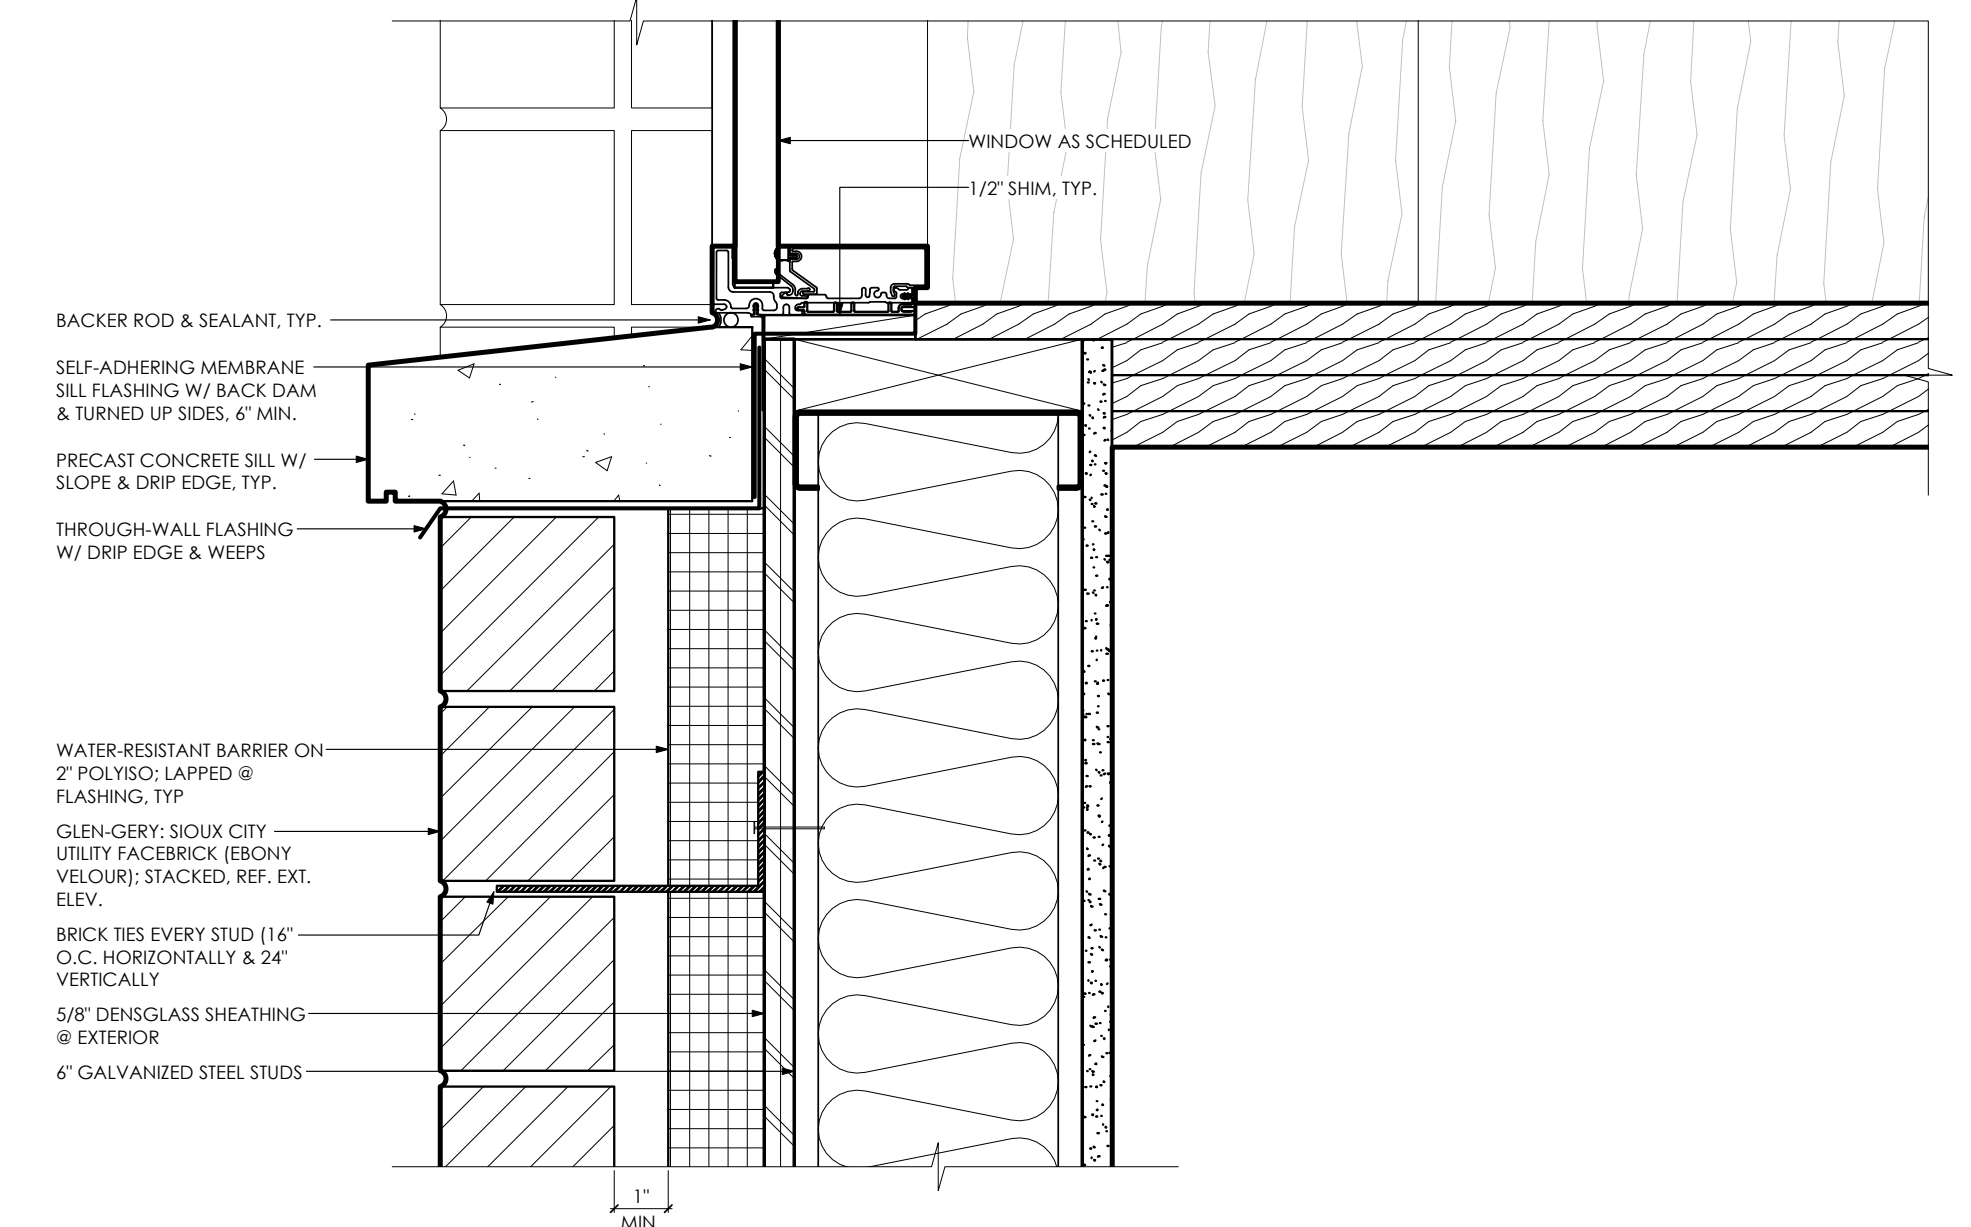 WINDOW AS SCHEDULED
1/2" SHIM, TYP.
BACKER ROD & SEALANT, TYP.
SELF-ADHERING MEMBRANE
SILL FLASHING W/ BACK DAM
& TURNED UP SIDES, 6" MIN.
PRECAST CONCRETE SILL W/
SLOPE & DRIP EDGE, TYP.
THROUGH-WALL FLASHING
W/ DRIP EDGE & WEEPS
WATER-RESISTANT BARRIER ON
2" POLYISO; LAPPED @
FLASHING, TYP
GLEN-GERY: SIOUX CITY
UTILITY FACEBRICK (EBONY
VELOUR); STACKED, REF. EXT.
ELEV.
BRICK TIES EVERY STUD (16"
O.C. HORIZONTALLY & 24"
VERTICALLY
5/8" DENSGLASS SHEATHING
@ EXTERIOR
6" GALVANIZED STEEL STUDS
1"
MIN